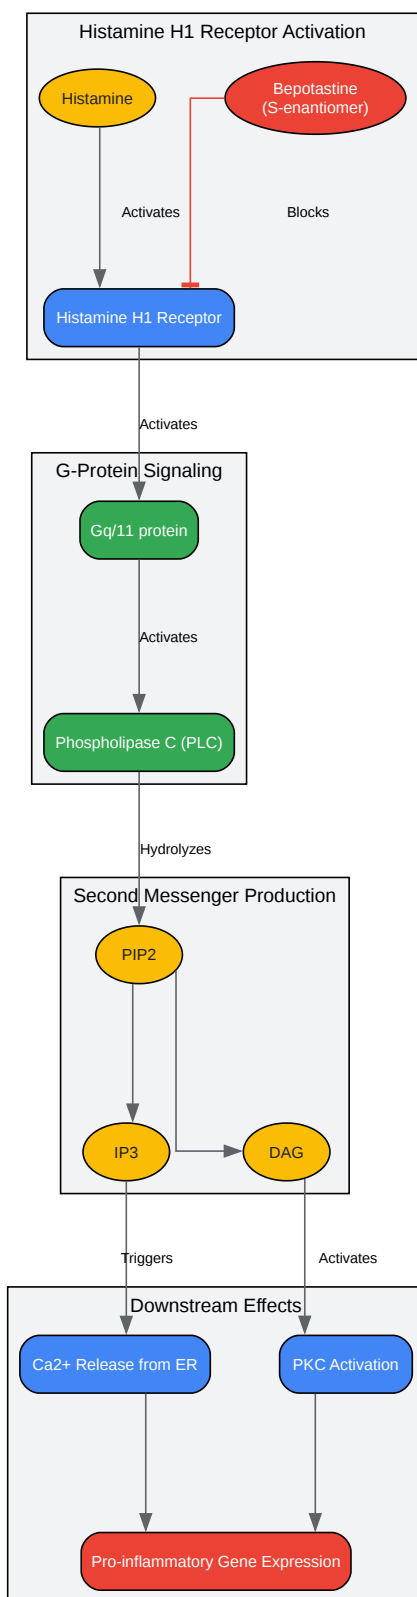 Histamine H1 Receptor Activation
Histamine
Bepotastine
(S-enantiomer)
Activates
Blocks
Histamine H1 Receptor
Activates
G-Protein Signaling
Gq/11 protein
Activates
Phospholipase C (PLC)
Hydrolyzes
Second Messenger Production
PIP2
IP3
DAG
Triggers
Activates
Downstream Effects
Ca2+ Release from ER
PKC Activation
Pro-inflammatory Gene Expression